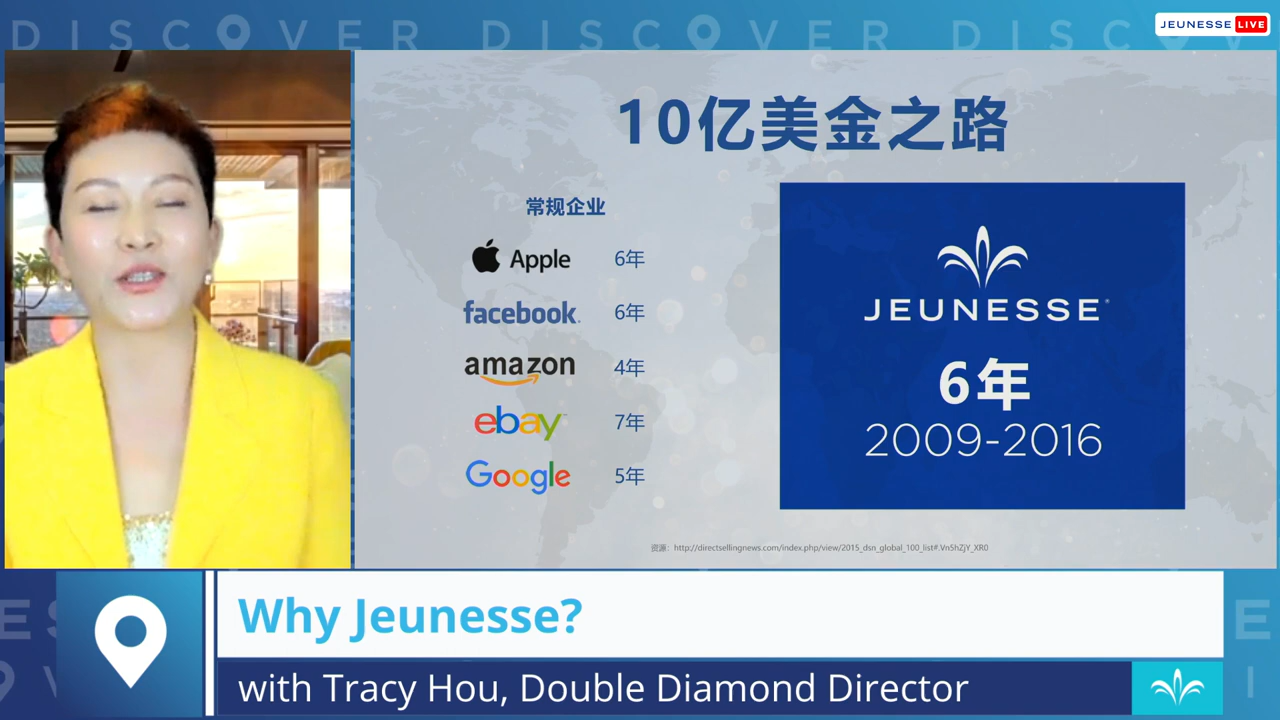 DISCOVER DISCOVER DISCOV
JEUNESSE LIVE
10亿美金之路
常规企业
Apple 6年
facebook. 6年
amazon 4年
ebay™ 7年
Google 5年
JEUNESSE®
6年
2009-2016
资源：http://directsellingnews.com/index.php/view/2015_dsn_global_100_list#.Vn5hZjY_XR0
Why Jeunesse?
with Tracy Hou, Double Diamond Director